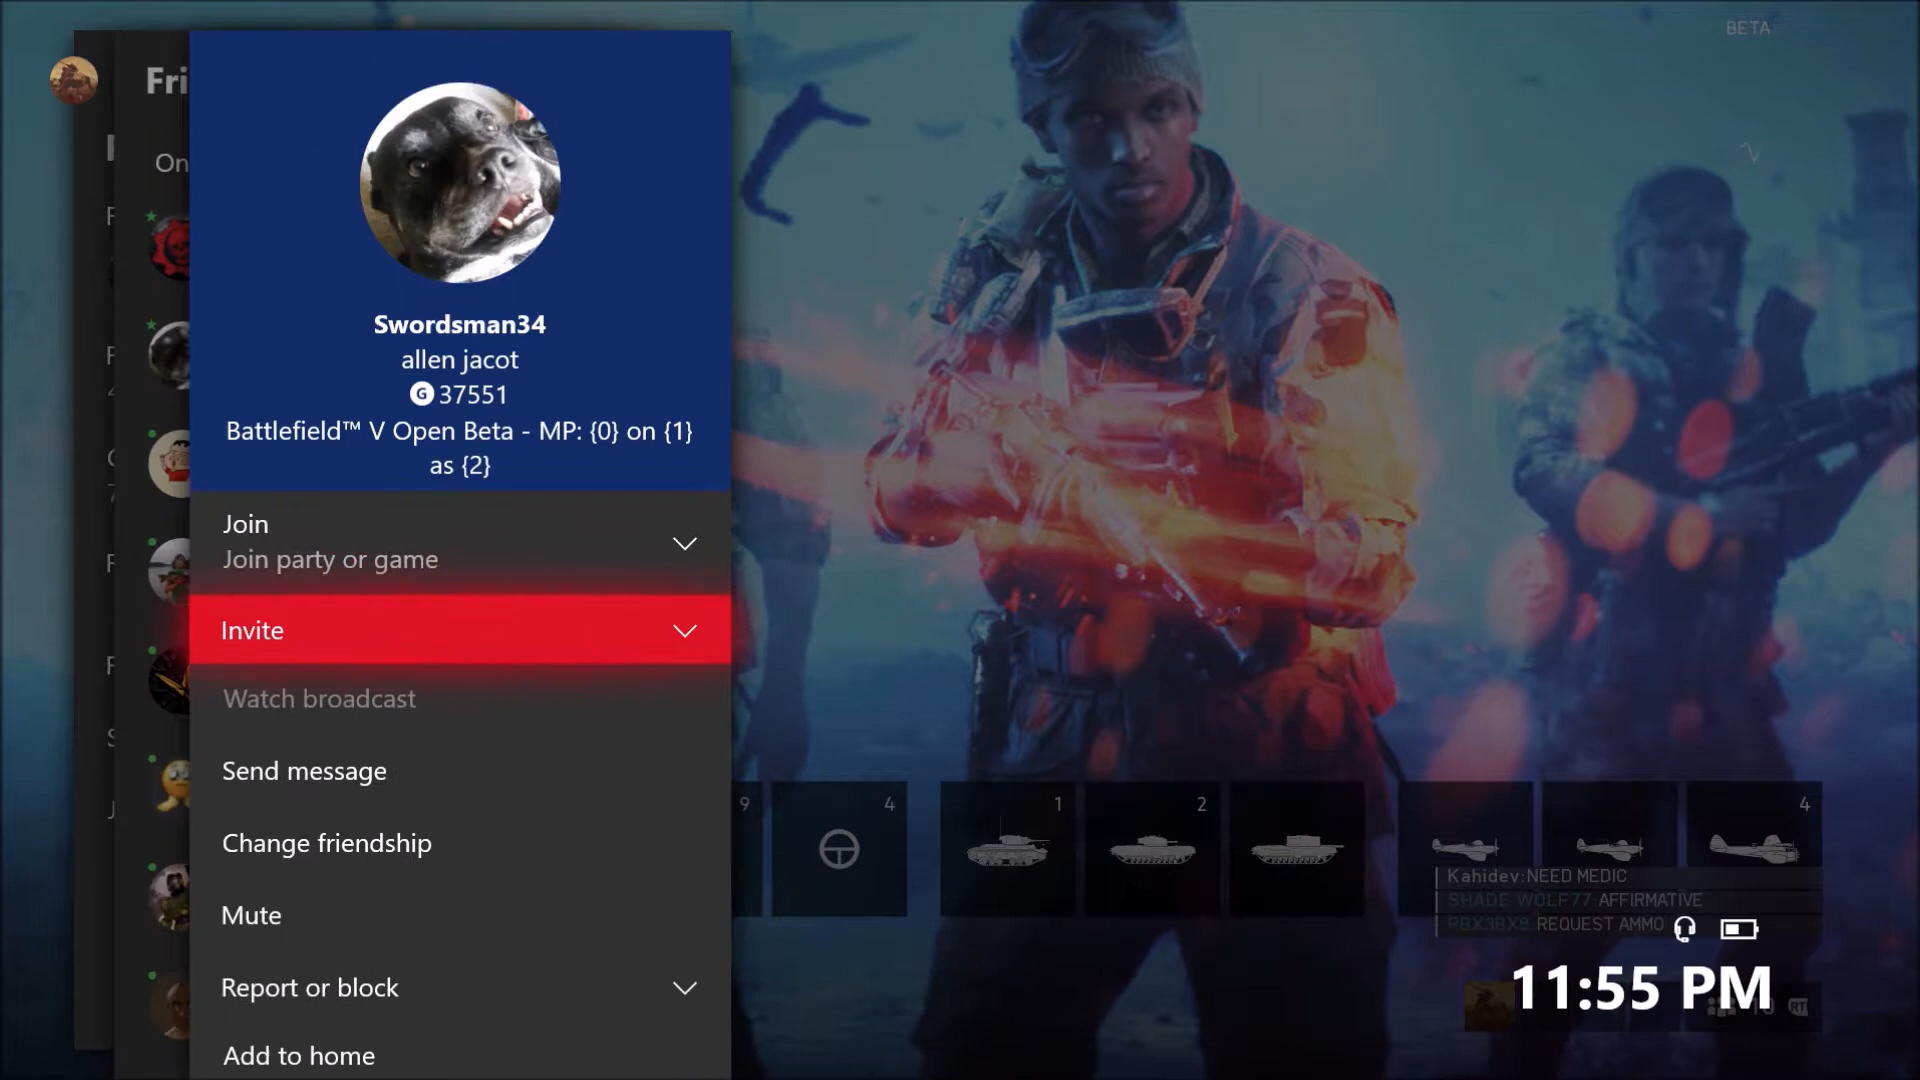 BETA
Fri
On
Swordsman34
allen jacot
G 37551
Battlefield™ V Open Beta - MP: {0} on {1}
as {2}
Join
Join party or game
Invite
Watch broadcast
Send message
Change friendship
Mute
Report or block
Add to home
9
4
1
2
4
Kahidev:NEED MEDIC
SHADE WOLF77:AFFIRMATIVE
REQUEST AMMO
11:55 PM
RT